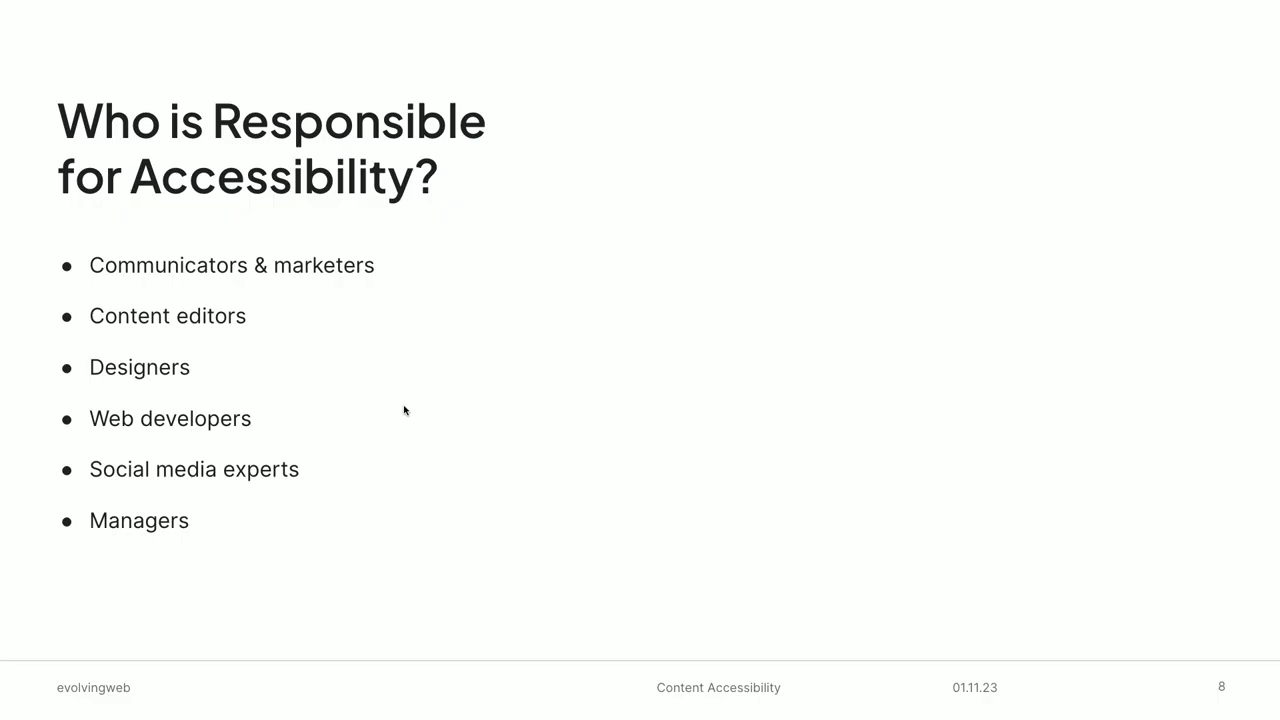 Who is Responsible
for Accessibility?
● Communicators & marketers
● Content editors
● Designers
● Web developers
● Social media experts
● Managers
evolvingweb
Content Accessibility
01.11.23
8